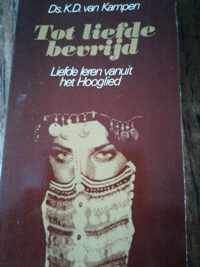 Ds. K.D. van Kampen
Tot liefde
bevrijd
Liefde leren vanuit
het Hooglied